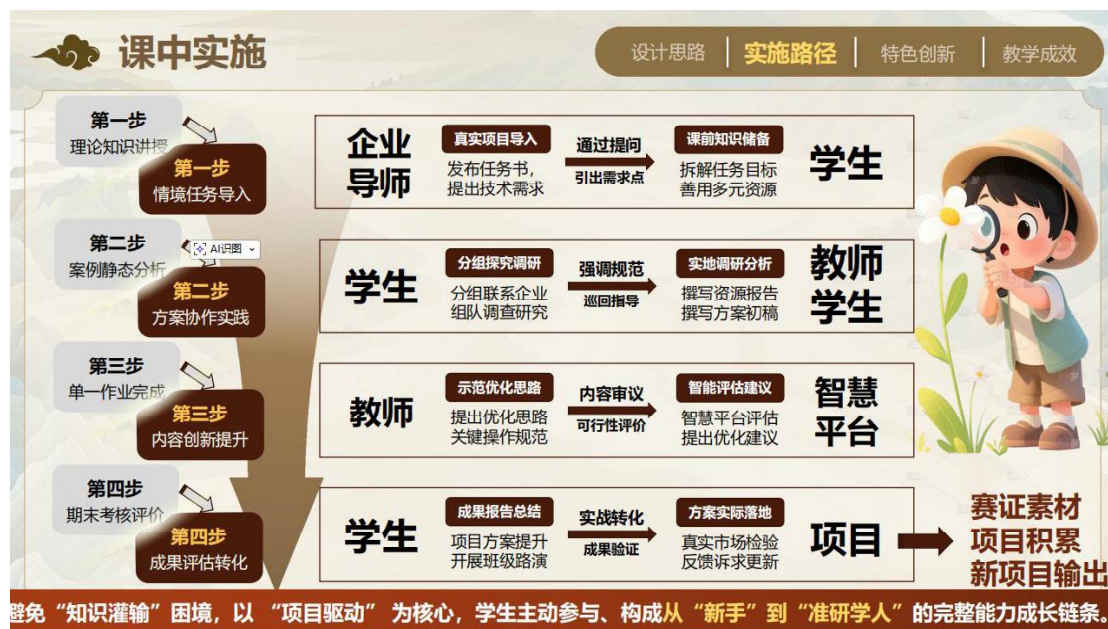 课中实施
设计思路
实施路径
特色创新
教学成效
第一步
理论知识讲授
第一步
情境任务导入
企业
导师
真实项目导入
发布任务书，
提出技术需求
通过提问
引出需求点
课前知识储备
拆解任务目标
善用多元资源
学生
第二步
案例静态分析
AI识图
第二步
方案协作实践
学生
分组探究调研
分组联系企业
组队调查研究
强调规范
巡回指导
实地调研分析
撰写资源报告
撰写方案初稿
教师
学生
第三步
单一作业完成
第三步
内容创新提升
教师
示范优化思路
提出优化思路
关键操作规范
内容审议
可行性评价
智能评估建议
智慧平台评估
提出优化建议
智慧
平台
第四步
期末考核评价
第四步
成果评估转化
学生
成果报告总结
项目方案提升
开展班级路演
实战转化
成果验证
方案实际落地
真实市场检验
反馈诉求更新
项目
赛证素材
项目积累
新项目输出
避免“知识灌输”困境，以“项目驱动”为核心，学生主动参与、构成从“新手”到“准研学人”的完整能力成长链条。